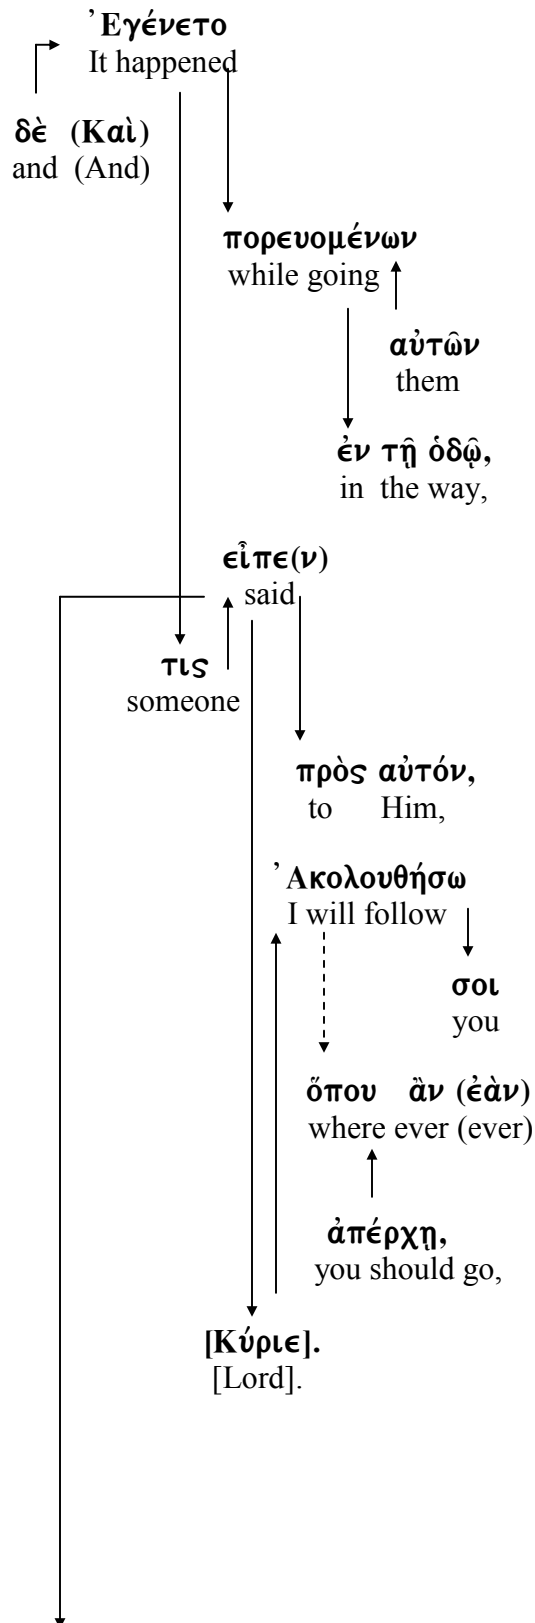 ᾿Εγένετο
It happened
δὲ (Καὶ)
and (And)
πορευομένων
while going
αὐτῶν
them
ἐν τῇ ὁδῷ,
in the way,
εἶπε(ν)
said
τις
someone
πρὸς αὐτόν,
to Him,
᾿Ακολουθήσω
I will follow
σοι
you
ὅπου ἂν (ἐὰν)
where ever (ever)
ἀπέρχῃ,
you should go,
[Κύριε].
[Lord].